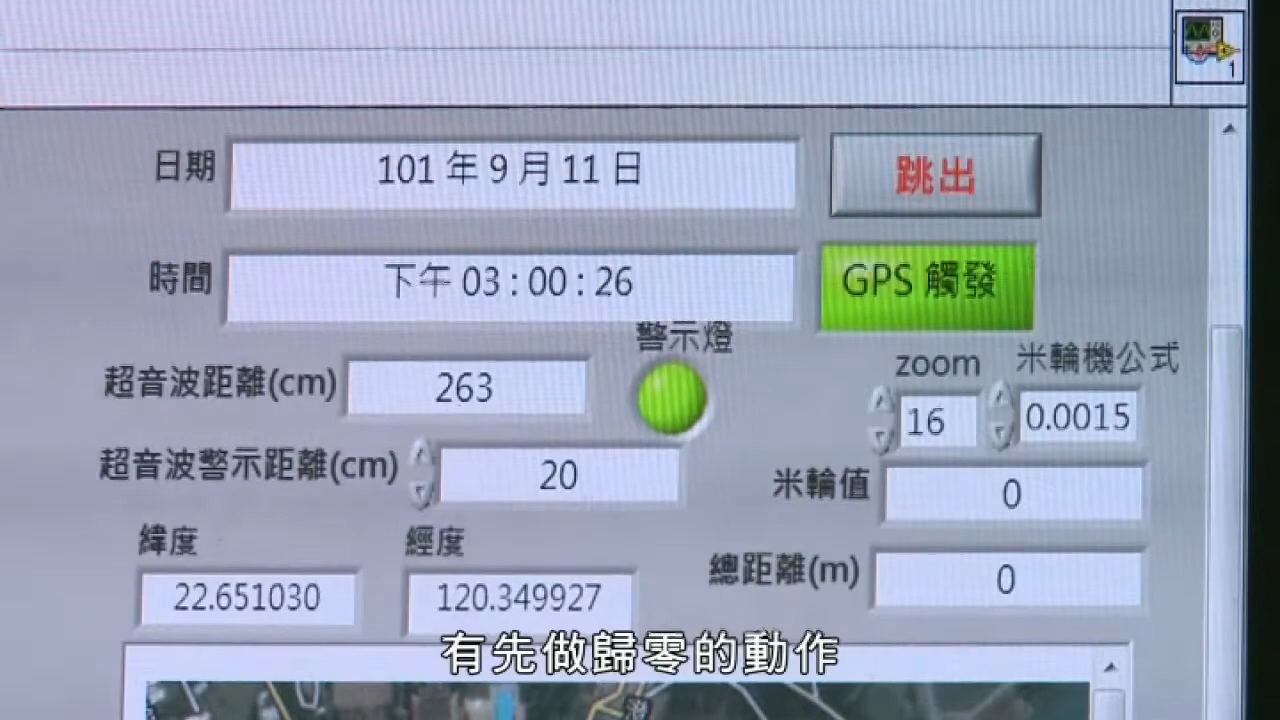 1
日期 101 年 9 月 11 日 跳出
時間 下午 03 : 00 : 26 GPS 觸發
警示燈
超音波距離(cm) 263
zoom 16 米輪機公式 0.0015
超音波警示距離(cm) 20
米輪值 0
緯度 22.651030
經度 120.349927
總距離(m) 0
有先做歸零的動作